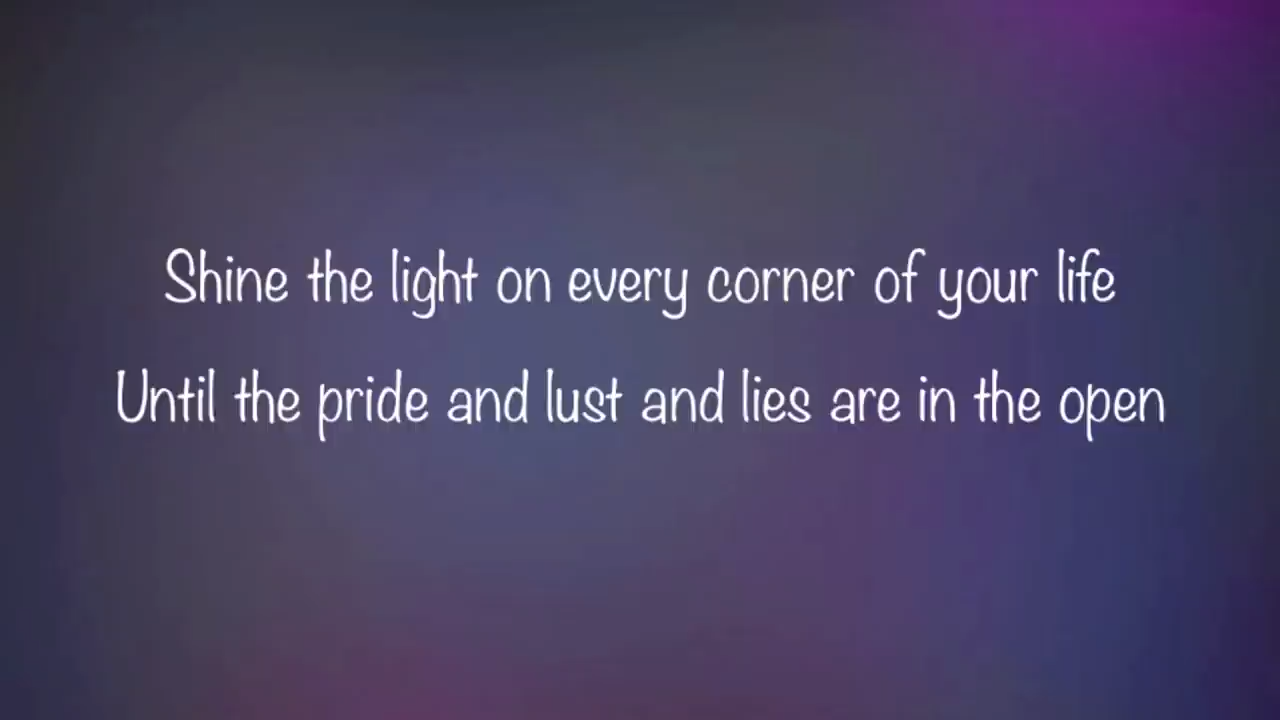 Shine the light on every corner of your life
Until the pride and lust and lies are in the open